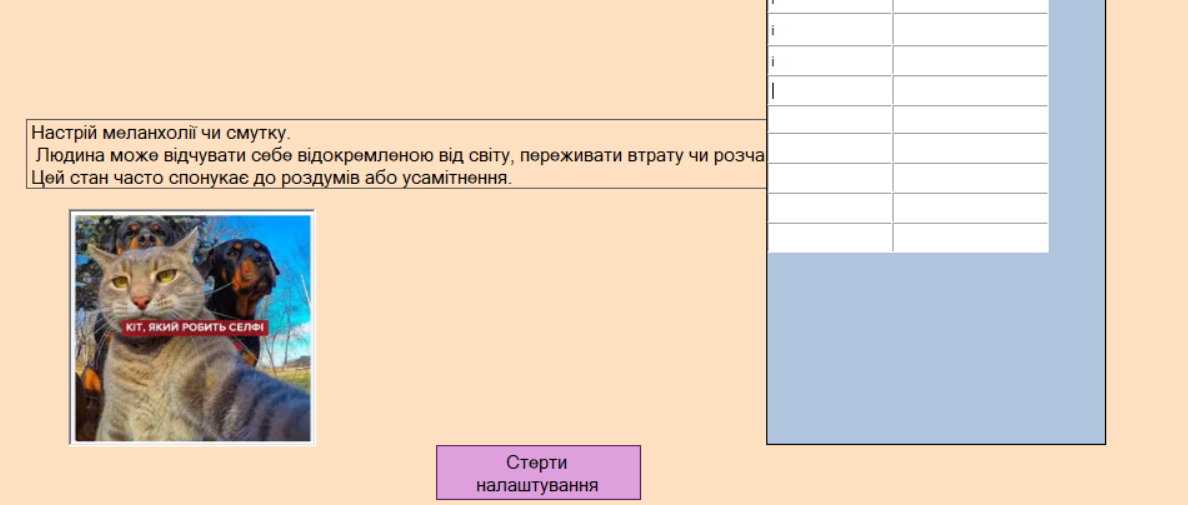 і
і
Настрій меланхолії чи смутку.
Людина може відчувати себе відокремленою від світу, переживати втрату чи розча
Цей стан часто спонукає до роздумів або усамітнення.
КІТ, ЯКИЙ РОБИТЬ СЕЛФІ
Стерти
налаштування